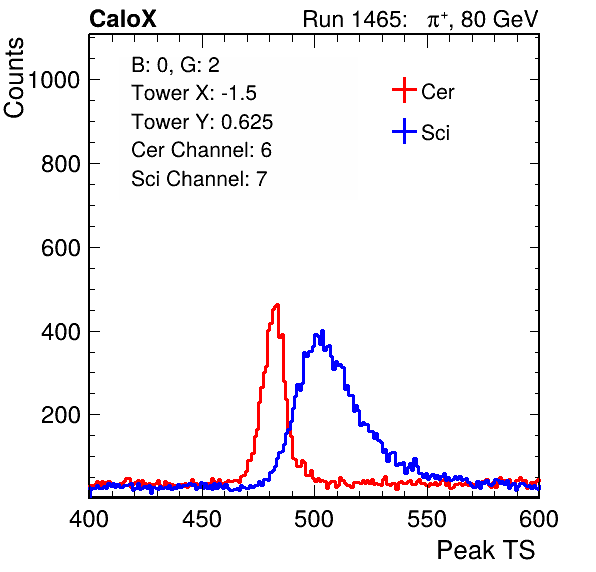 CaloX Run 1465: π⁺, 80 GeV
Counts
B: 0, G: 2
Tower X: -1.5
Tower Y: 0.625
Cer Channel: 6
Sci Channel: 7
Cer
Sci
1000
800
600
400
200
400 450 500 550 600
Peak TS